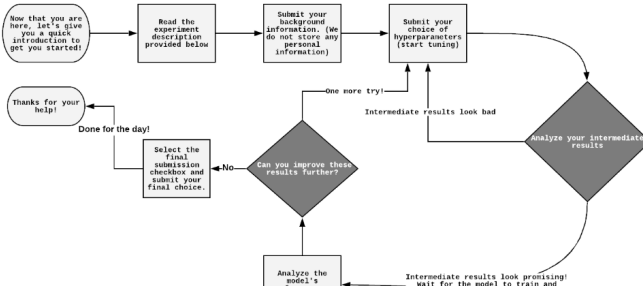 Now that you are
here, let's give
you a quick
introduction to
get you started!
Read the
experiment
description
provided below
Submit your
background
information. (We
do not store any
personal
information)
Submit your
choice of
hyperparameters
(start tuning)
One more try!
Intermediate results look bad
Analyze your intermediate
results
Thanks for your
help!
Done for the day!
Select the
final
submission
checkbox and
submit your
final choice.
No
Can you improve these
results further?
Analyze the
model's
Intermediate results look promising!
Wait for the model to train and